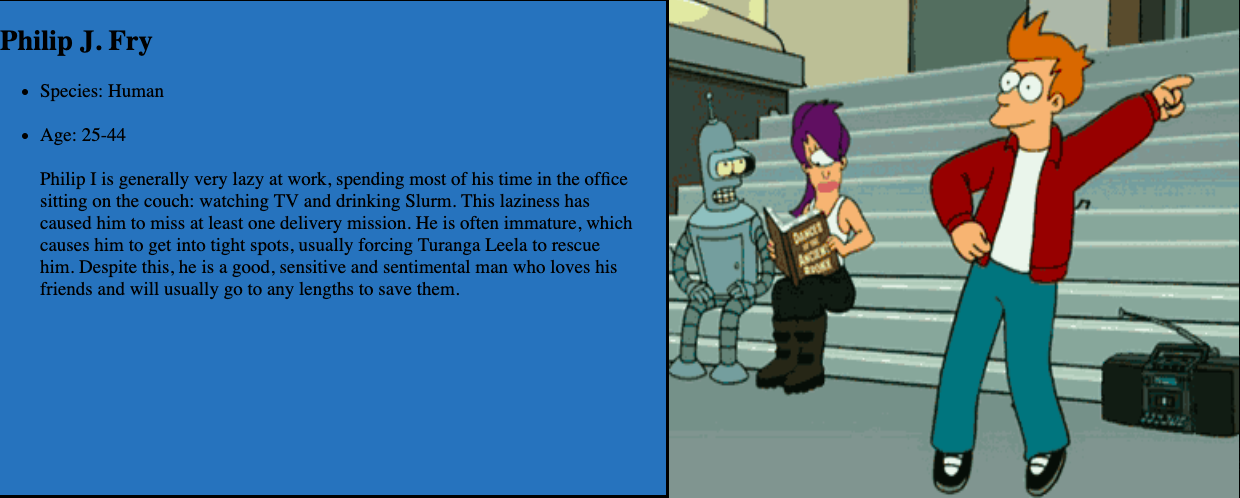 Philip J. Fry
Species: Human
Age: 25-44
Philip I is generally very lazy at work, spending most of his time in the office
sitting on the couch: watching TV and drinking Slurm. This laziness has
caused him to miss at least one delivery mission. He is often immature, which
causes him to get into tight spots, usually forcing Turanga Leela to rescue
him. Despite this, he is a good, sensitive and sentimental man who loves his
friends and will usually go to any lengths to save them.
DANCES
OF THE
ANCIENT